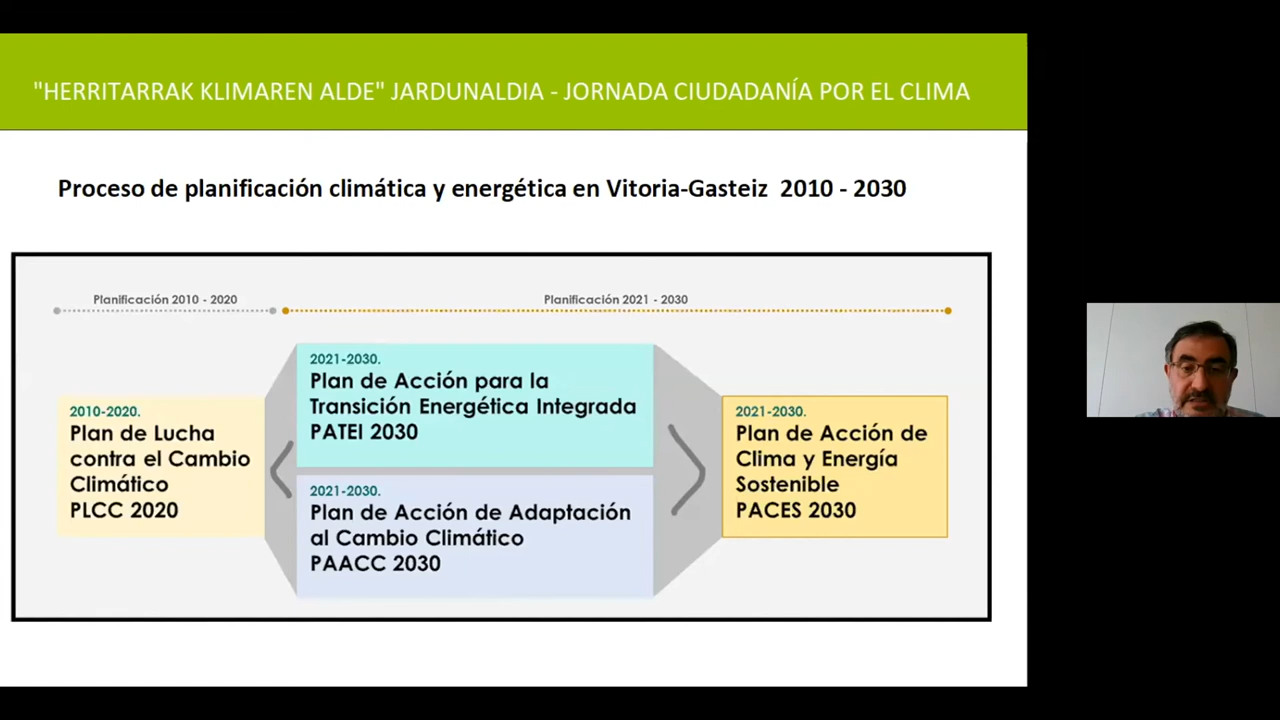 "HERRITARRAK KLIMAREN ALDE" JARDUNALDIA - JORNADA CIUDADANÍA POR EL CLIMA
Proceso de planificación climática y energética en Vitoria-Gasteiz 2010 - 2030
Planificación 2010 - 2020
Planificación 2021 - 2030
2010-2020.
Plan de Lucha
contra el Cambio
Climático
PLCC 2020
2021-2030.
Plan de Acción para la
Transición Energética Integrada
PATEI 2030
2021-2030.
Plan de Acción de Adaptación
al Cambio Climático
PAACC 2030
2021-2030.
Plan de Acción de
Clima y Energía
Sostenible
PACES 2030